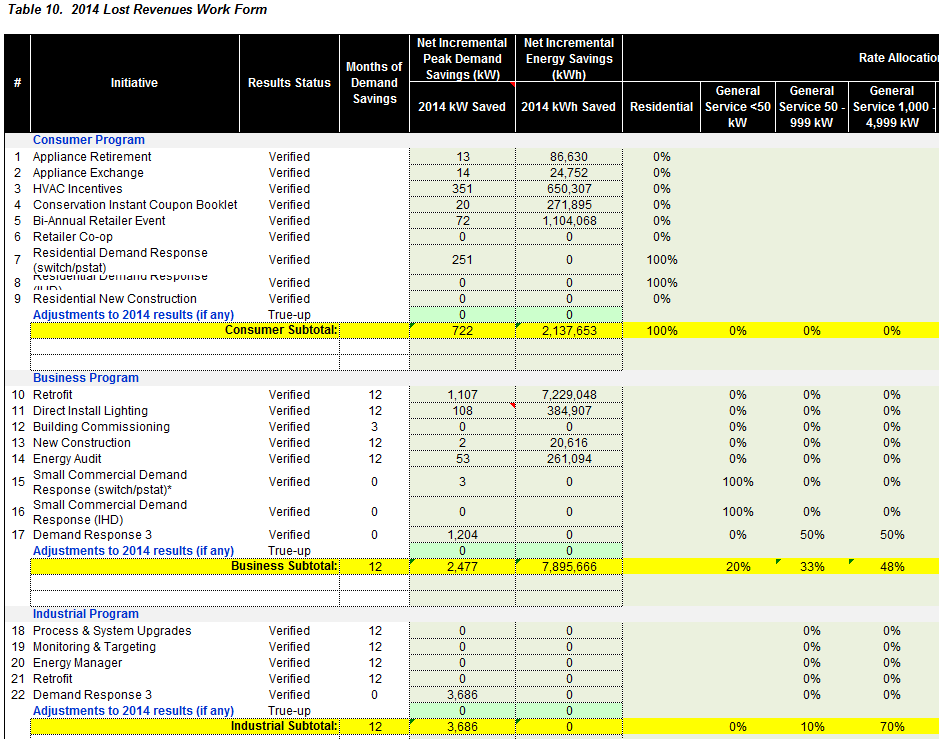 Table 10. 2014 Lost Revenues Work Form
# Initiative Results Status Months of Demand Savings Net Incremental Peak Demand Savings (kW) Net Incremental Energy Savings (kWh) Rate Allocation
2014 kW Saved 2014 kWh Saved Residential General Service <50 kW General Service 50 - 999 kW General Service 1,000 - 4,999 kW
Consumer Program
1 Appliance Retirement Verified 13 86,630 0%
2 Appliance Exchange Verified 14 24,752 0%
3 HVAC Incentives Verified 351 650,307 0%
4 Conservation Instant Coupon Booklet Verified 20 271,895 0%
5 Bi-Annual Retailer Event Verified 72 1,104,068 0%
6 Retailer Co-op Verified 0 0 0%
7 Residential Demand Response (switch/pstat) Verified 251 0 100%
8 Residential Demand Response (IHD) Verified 0 0 100%
9 Residential New Construction Verified 0 0 0%
Adjustments to 2014 results (if any) True-up 0 0
Consumer Subtotal: 722 2,137,653 100% 0% 0% 0%
Business Program
10 Retrofit Verified 12 1,107 7,229,048 0% 0% 0%
11 Direct Install Lighting Verified 12 108 384,907 0% 0% 0%
12 Building Commissioning Verified 3 0 0 0% 0% 0%
13 New Construction Verified 12 2 20,616 0% 0% 0%
14 Energy Audit Verified 12 53 261,094 0% 0% 0%
15 Small Commercial Demand Response (switch/pstat)* Verified 0 3 0 100% 0% 0%
16 Small Commercial Demand Response (IHD) Verified 0 0 0 100% 0% 0%
17 Demand Response 3 Verified 0 1,204 0 0% 50% 50%
Adjustments to 2014 results (if any) True-up 0 0
Business Subtotal: 12 2,477 7,895,666 20% 33% 48%
Industrial Program
18 Process & System Upgrades Verified 12 0 0 0% 0%
19 Monitoring & Targeting Verified 12 0 0 0% 0%
20 Energy Manager Verified 12 0 0 0% 0%
21 Retrofit Verified 12 0 0 0% 0%
22 Demand Response 3 Verified 0 3,686 0 0% 0%
Adjustments to 2014 results (if any) True-up 0 0
Industrial Subtotal: 12 3,686 0 0% 10% 70%